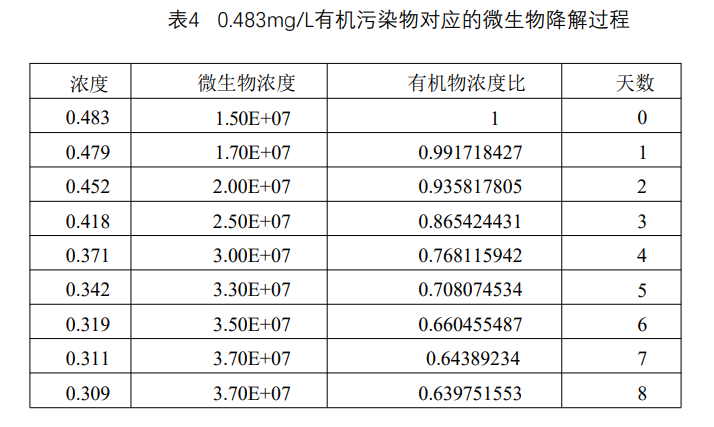 表4 0.483mg/L有机污染物对应的微生物降解过程
浓度 微生物浓度 有机物浓度比 天数
0.483 1.50E+07 1 0
0.479 1.70E+07 0.991718427 1
0.452 2.00E+07 0.935817805 2
0.418 2.50E+07 0.865424431 3
0.371 3.00E+07 0.768115942 4
0.342 3.30E+07 0.708074534 5
0.319 3.50E+07 0.660455487 6
0.311 3.70E+07 0.64389234 7
0.309 3.70E+07 0.639751553 8